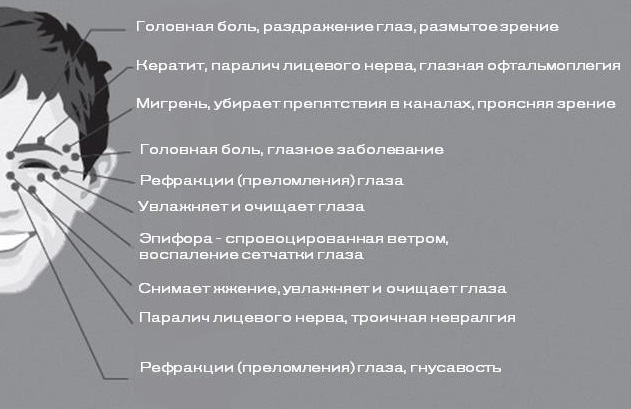 Головная боль, раздражение глаз, размытое зрение
Кератит, паралич лицевого нерва, глазная офтальмоплегия
Мигрень, убирает препятствия в каналах, проясняя зрение
Головная боль, глазное заболевание
Рефракции (преломления) глаза
Увлажняет и очищает глаза
Эпифора - спровоцированная ветром,
воспаление сетчатки глаза
Снимает жжение, увлажняет и очищает глаза
Паралич лицевого нерва, троичная невралгия
Рефракции (преломления) глаза, гнусавость